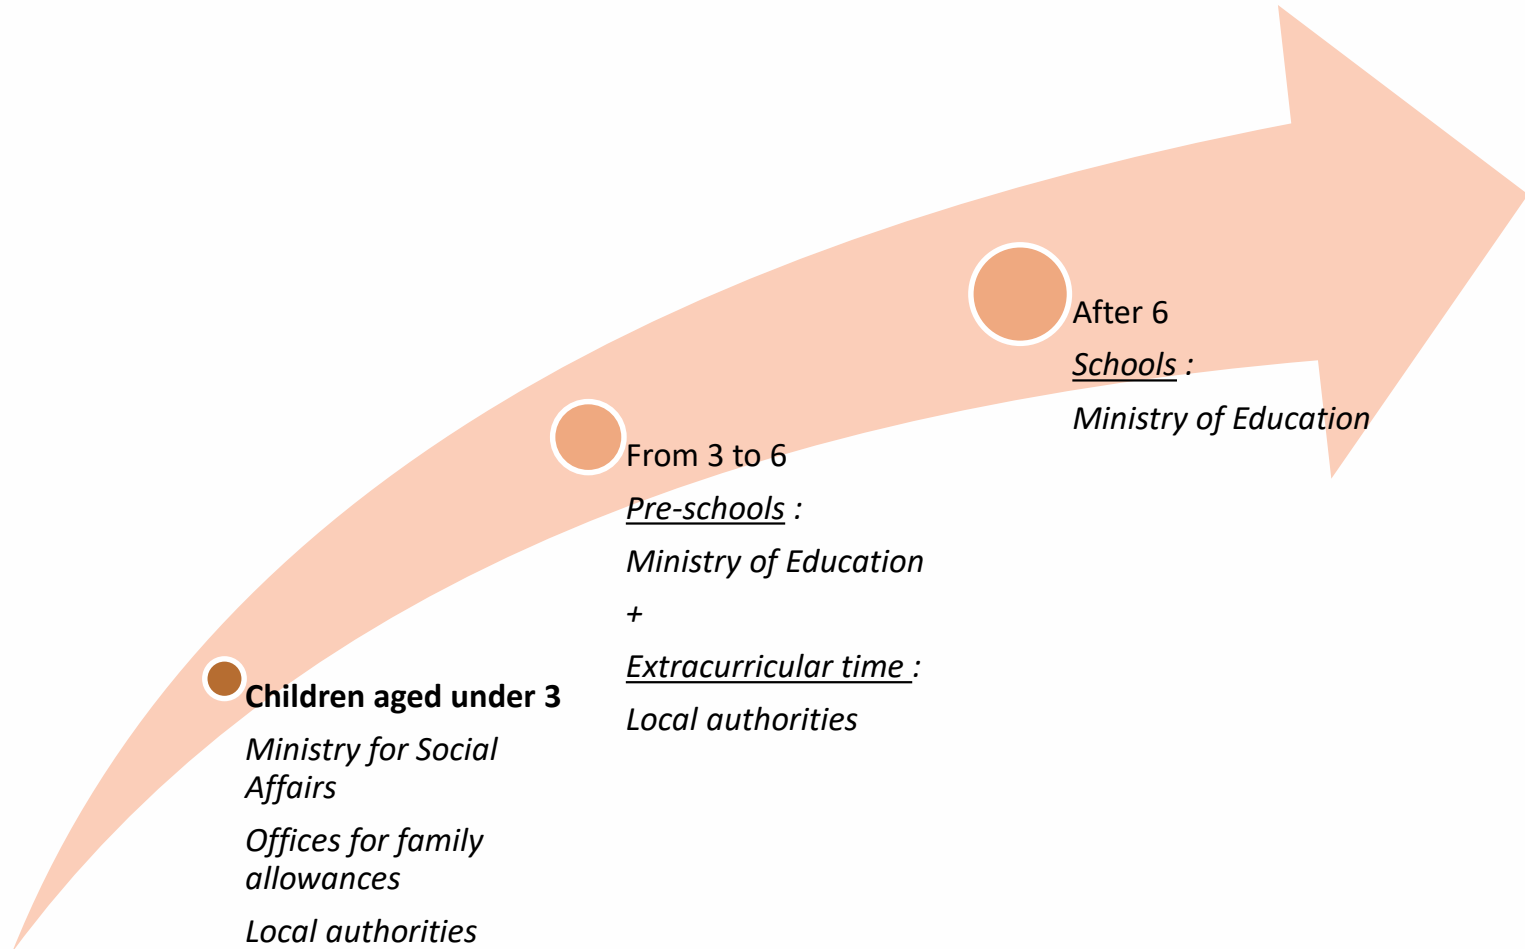 Children aged under 3
Ministry for Social
Affairs
Offices for family
allowances
Local authorities
From 3 to 6
Pre-schools :
Ministry of Education
+
Extracurricular time :
Local authorities
After 6
Schools :
Ministry of Education